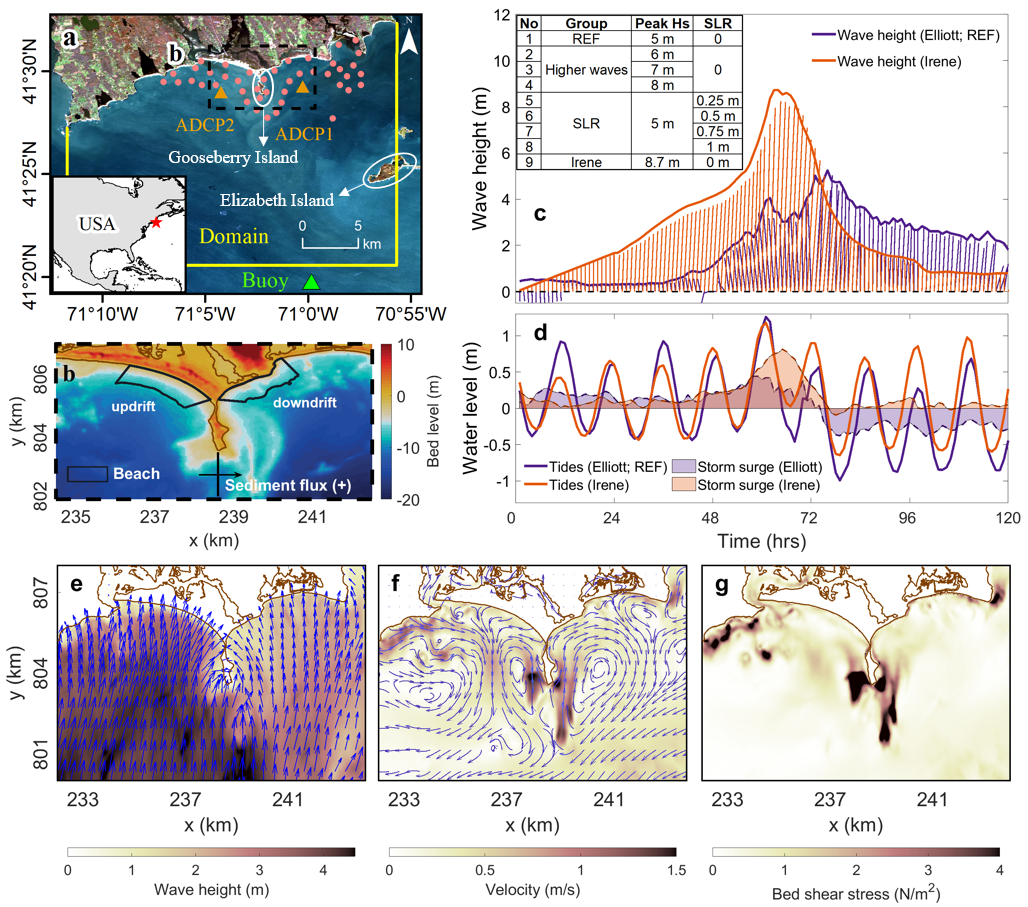 a
b
N
41°30'N
41°25'N
41°20'N
ADCP2
ADCP1
Gooseberry Island
Elizabeth Island
USA
0 5
km
Domain
Buoy
71°10'W 71°5'W 71°0'W 70°55'W
No Group Peak Hs SLR
1 REF 5 m 0
2 Higher waves 6 m 0
3 7 m
4 8 m
5 SLR 5 m 0.25 m
6 0.5 m
7 0.75 m
8 1 m
9 Irene 8.7 m 0 m
Wave height (Elliott; REF)
Wave height (Irene)
c
Wave height (m)
12
10
8
6
4
2
0
b
updrift
downdrift
Beach
Sediment flux (+)
y (km)
806
804
802
235 237 239 241
x (km)
10
0
-10
-20
Bed level (m)
d
Water level (m)
1
0.5
0
-0.5
-1
Tides (Elliott; REF) Storm surge (Elliott)
Tides (Irene) Storm surge (Irene)
0 24 48 72 96 120
Time (hrs)
e
y (km)
807
804
801
233 237 241
x (km)
0 1 2 3 4
Wave height (m)
f
233 237 241
x (km)
0 0.5 1 1.5
Velocity (m/s)
g
233 237 241
x (km)
0 2 4
Bed shear stress (N/m²)